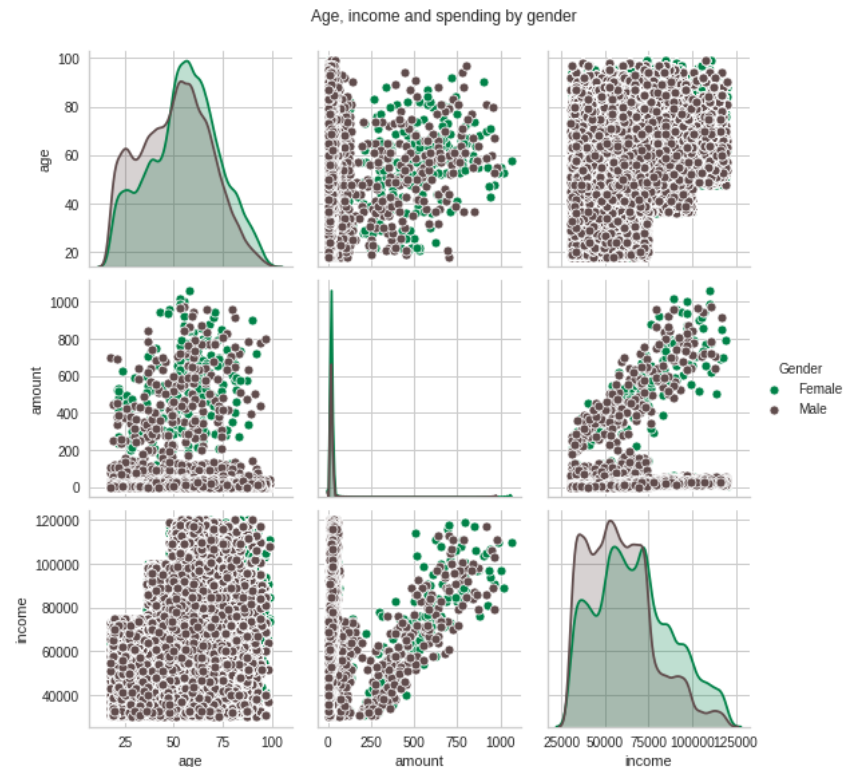 Age, income and spending by gender
100
80
60
40
20
age
1000
800
600
400
200
0
amount
Gender
Female
Male
120000
100000
80000
60000
40000
income
25 50 75 100
0 250 500 750 1000
25000 50000 75000 100000 125000
age amount income